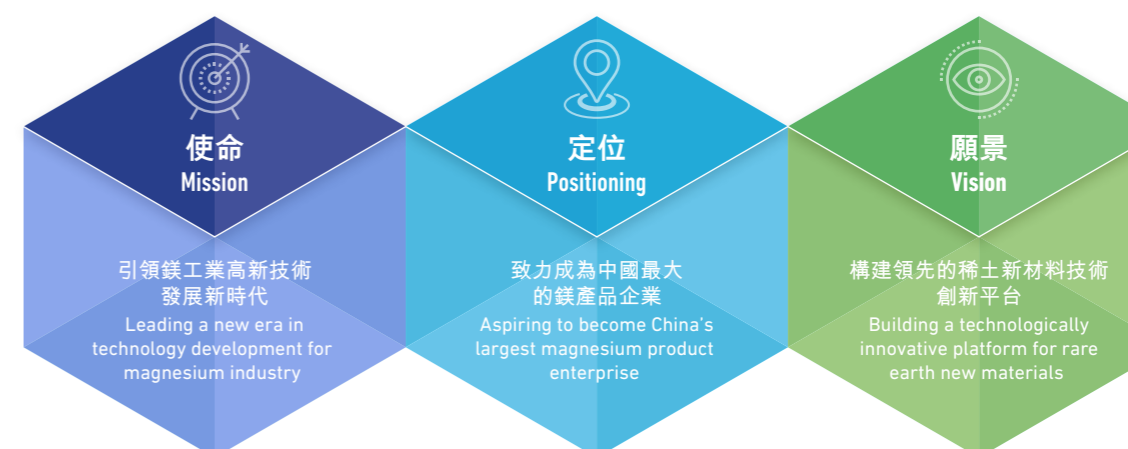 使命
Mission
引領鎂工業高新技術
發展新時代
Leading a new era in
technology development for
magnesium industry
定位
Positioning
致力成為中國最大
的鎂產品企業
Aspiring to become China's
largest magnesium product
enterprise
願景
Vision
構建領先的稀土新材料技術
創新平台
Building a technologically
innovative platform for rare
earth new materials